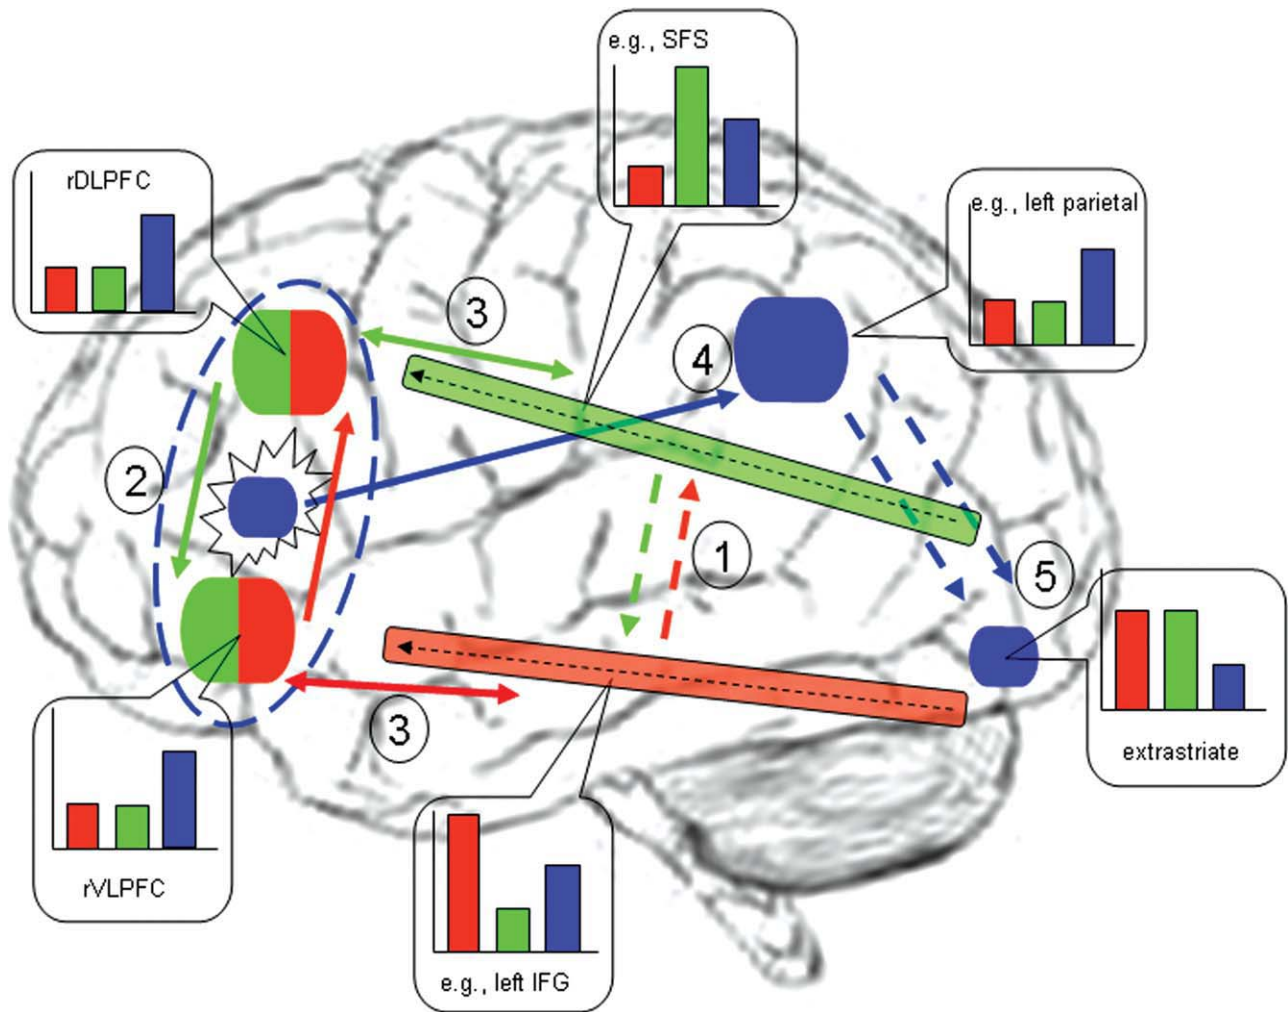 e.g., SFS
rDLPFC
e.g., left parietal
3
4
2
1
5
3
extrastriate
rVLPFC
e.g., left IFG